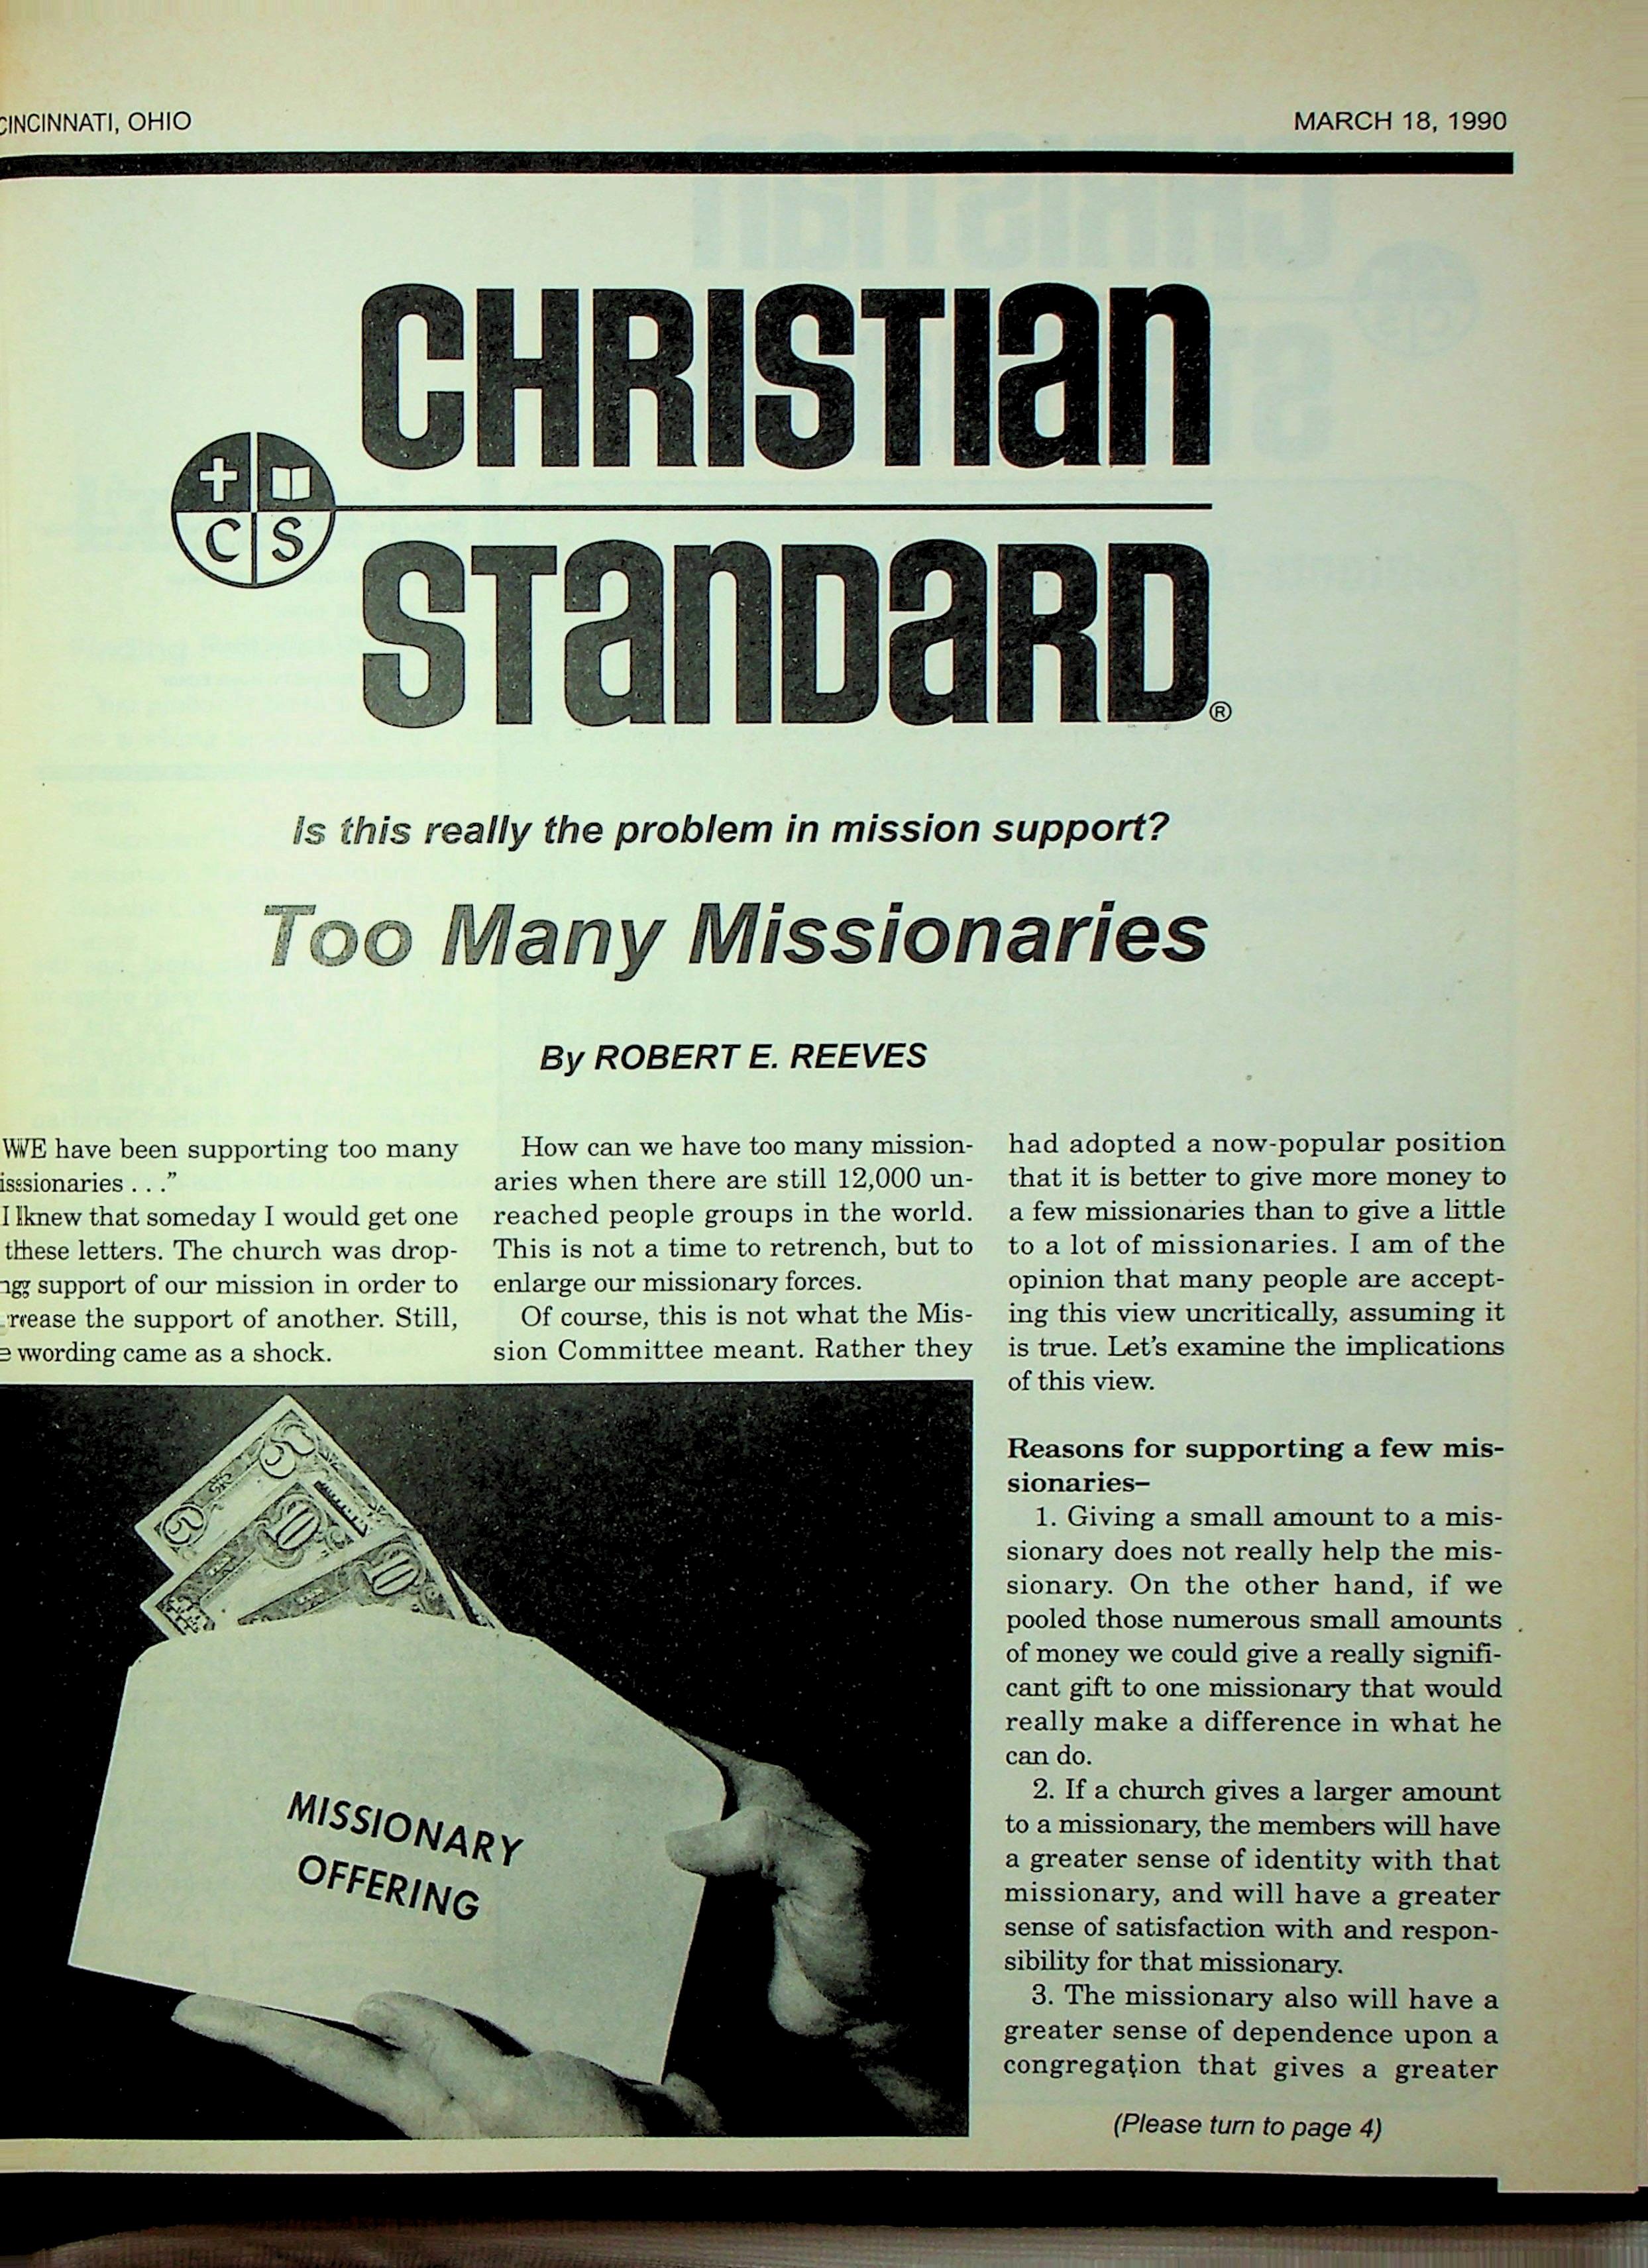 CINCINNATI, OHIO
MARCH 18, 1990
CHRISTIAN
C S
STANDARD®
Is this really the problem in mission support?
Too Many Missionaries
By ROBERT E. REEVES
WE have been supporting too many
issionaries . . .”
I knew that someday I would get one
these letters. The church was drop-
ng support of our mission in order to
crease the support of another. Still,
e wording came as a shock.
How can we have too many mission-
aries when there are still 12,000 un-
reached people groups in the world.
This is not a time to retrench, but to
enlarge our missionary forces.
Of course, this is not what the Mis-
sion Committee meant. Rather they
had adopted a now-popular position
that it is better to give more money to
a few missionaries than to give a little
to a lot of missionaries. I am of the
opinion that many people are accept-
ing this view uncritically, assuming it
is true. Let’s examine the implications
of this view.
Reasons for supporting a few mis-
sionaries–
1. Giving a small amount to a mis-
sionary does not really help the mis-
sionary. On the other hand, if we
pooled those numerous small amounts
of money we could give a really signifi-
cant gift to one missionary that would
really make a difference in what he
can do.
2. If a church gives a larger amount
to a missionary, the members will have
a greater sense of identity with that
missionary, and will have a greater
sense of satisfaction with and respon-
sibility for that missionary.
3. The missionary also will have a
greater sense of dependence upon a
congregation that gives a greater
(Please turn to page 4)
5
5
10
10
MISSIONARY
OFFERING